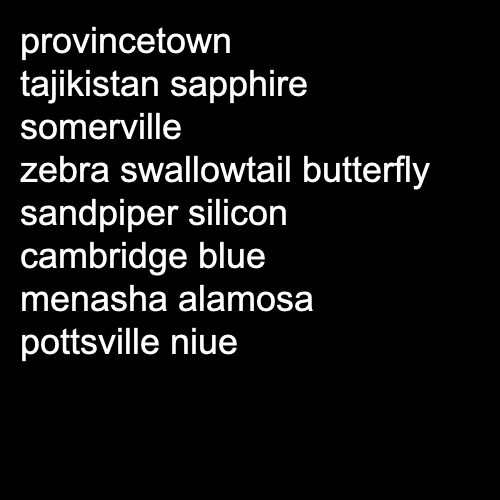 provincetown
tajikistan sapphire
somerville
zebra swallowtail butterfly
sandpiper silicon
cambridge blue
menasha alamosa
pottsville niue